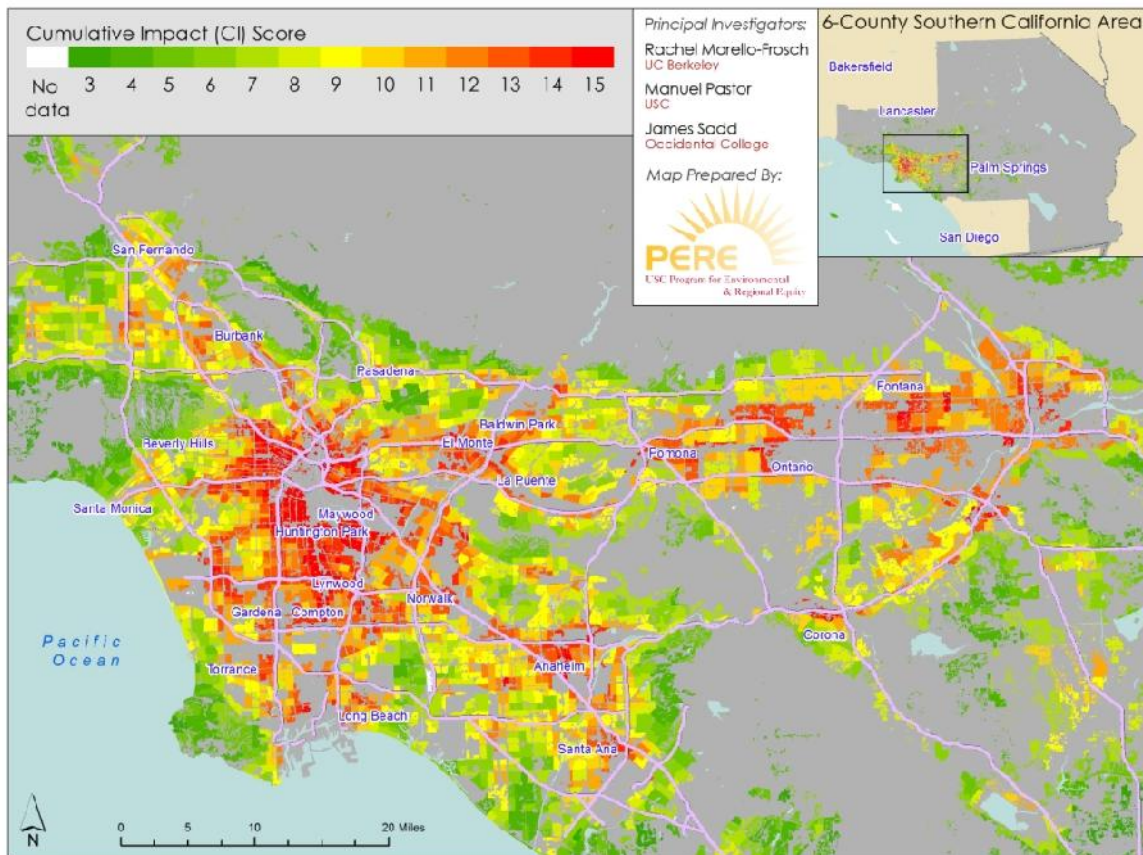 Cumulative Impact (CI) Score
No data
3 4 5 6 7 8 9 10 11 12 13 14 15
Principal Investigators:
Rachel Morello-Frosch
UC Berkeley
Manuel Pastor
USC
James Sadd
Occidental College
Map Prepared By:
PERE
USC Program for Environmental
& Regional Equity
6-County Southern California Area
Bakersfield
Lancaster
Palm Springs
San Diego
San Fernando
Burbank
Pasadena
Fontana
Baldwin Park
Beverly Hills
El Monte
Pomona
Ontario
La Puente
Santa Monica
Maywood
Huntington Park
Lynwood
Norwalk
Gardena
Compton
Corona
Pacific
Ocean
Torrance
Anaheim
Long Beach
Santa Ana
N
0 5 10 20 Miles